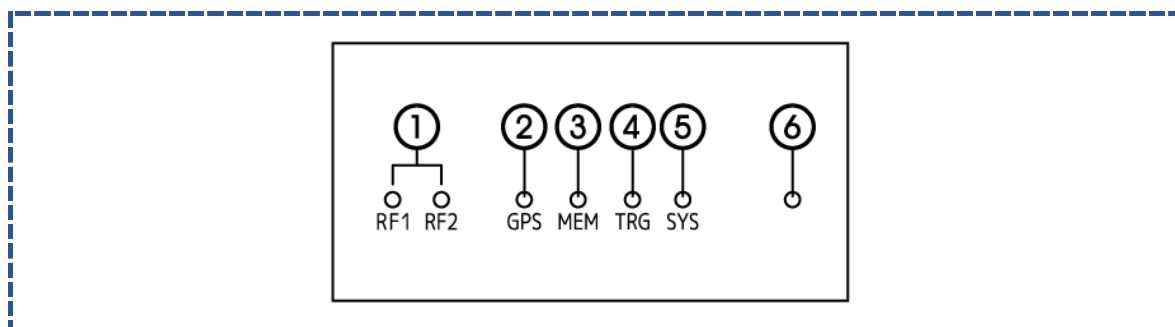 ① ② ③ ④ ⑤ ⑥
RF1 RF2 GPS MEM TRG SYS